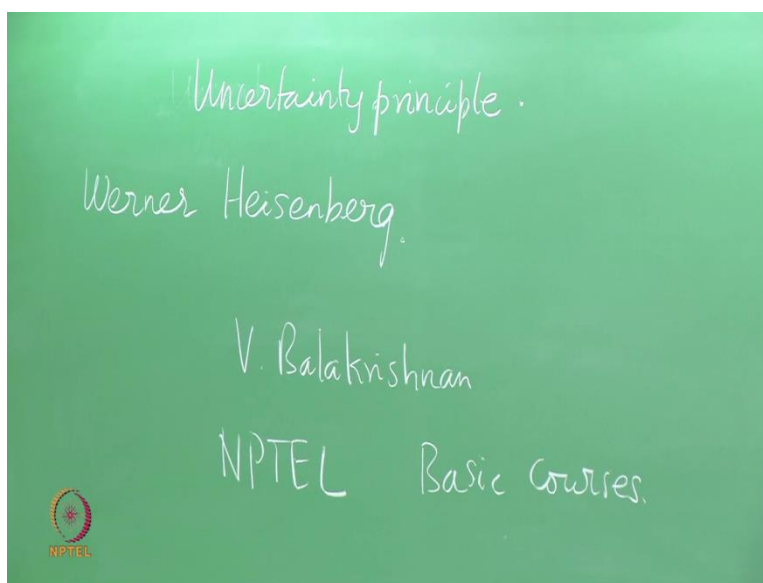 Uncertainty principle.
Werner Heisenberg.
V. Balakrishnan
NPTEL Basic Courses.
NPTEL